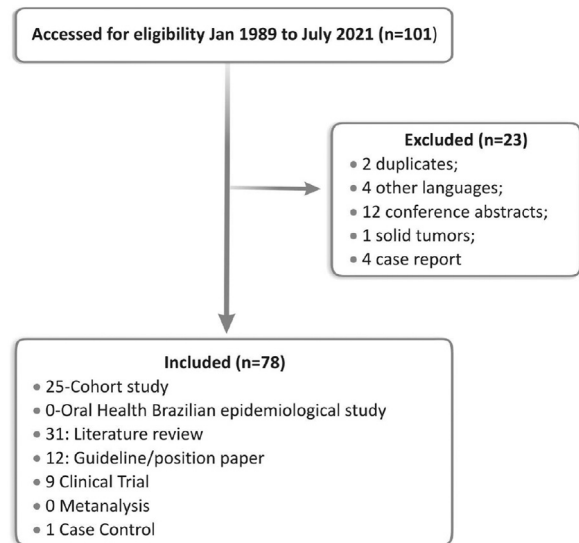 Accessed for eligibility Jan 1989 to July 2021 (n=101)
Excluded (n=23)
• 2 duplicates;
• 4 other languages;
• 12 conference abstracts;
• 1 solid tumors;
• 4 case report
Included (n=78)
• 25-Cohort study
• 0-Oral Health Brazilian epidemiological study
• 31: Literature review
• 12: Guideline/position paper
• 9 Clinical Trial
• 0 Metanalysis
• 1 Case Control